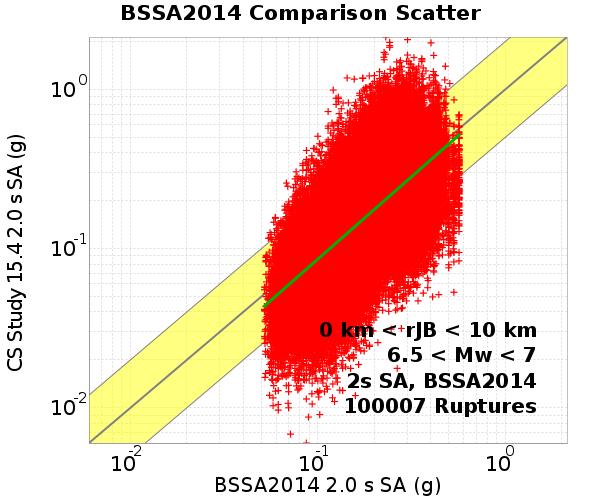 BSSA2014 Comparison Scatter
CS Study 15.4 2.0 s SA (g)
10^0
10^-1
10^-2
0 km < rJB < 10 km
6.5 < Mw < 7
2s SA, BSSA2014
100007 Ruptures
10^-2 10^-1 10^0
BSSA2014 2.0 s SA (g)